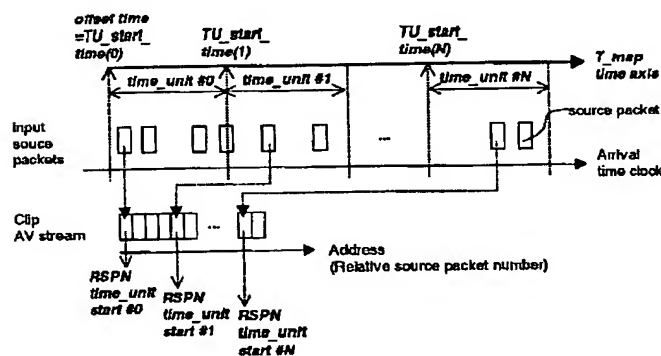 offset time
=TU_start_
time(0)
TU_start_
time(1)
TU_start_
time(N)
T_map
time axis
time_unit #0
time_unit #1
time_unit #N
source packet
Input
souce
packets
...
Arrival
time clock
Clip
AV stream
...
Address
(Relative source packet number)
RSPN
time_unit
start #0
RSPN
time_unit
start #1
RSPN
time_unit
start #N